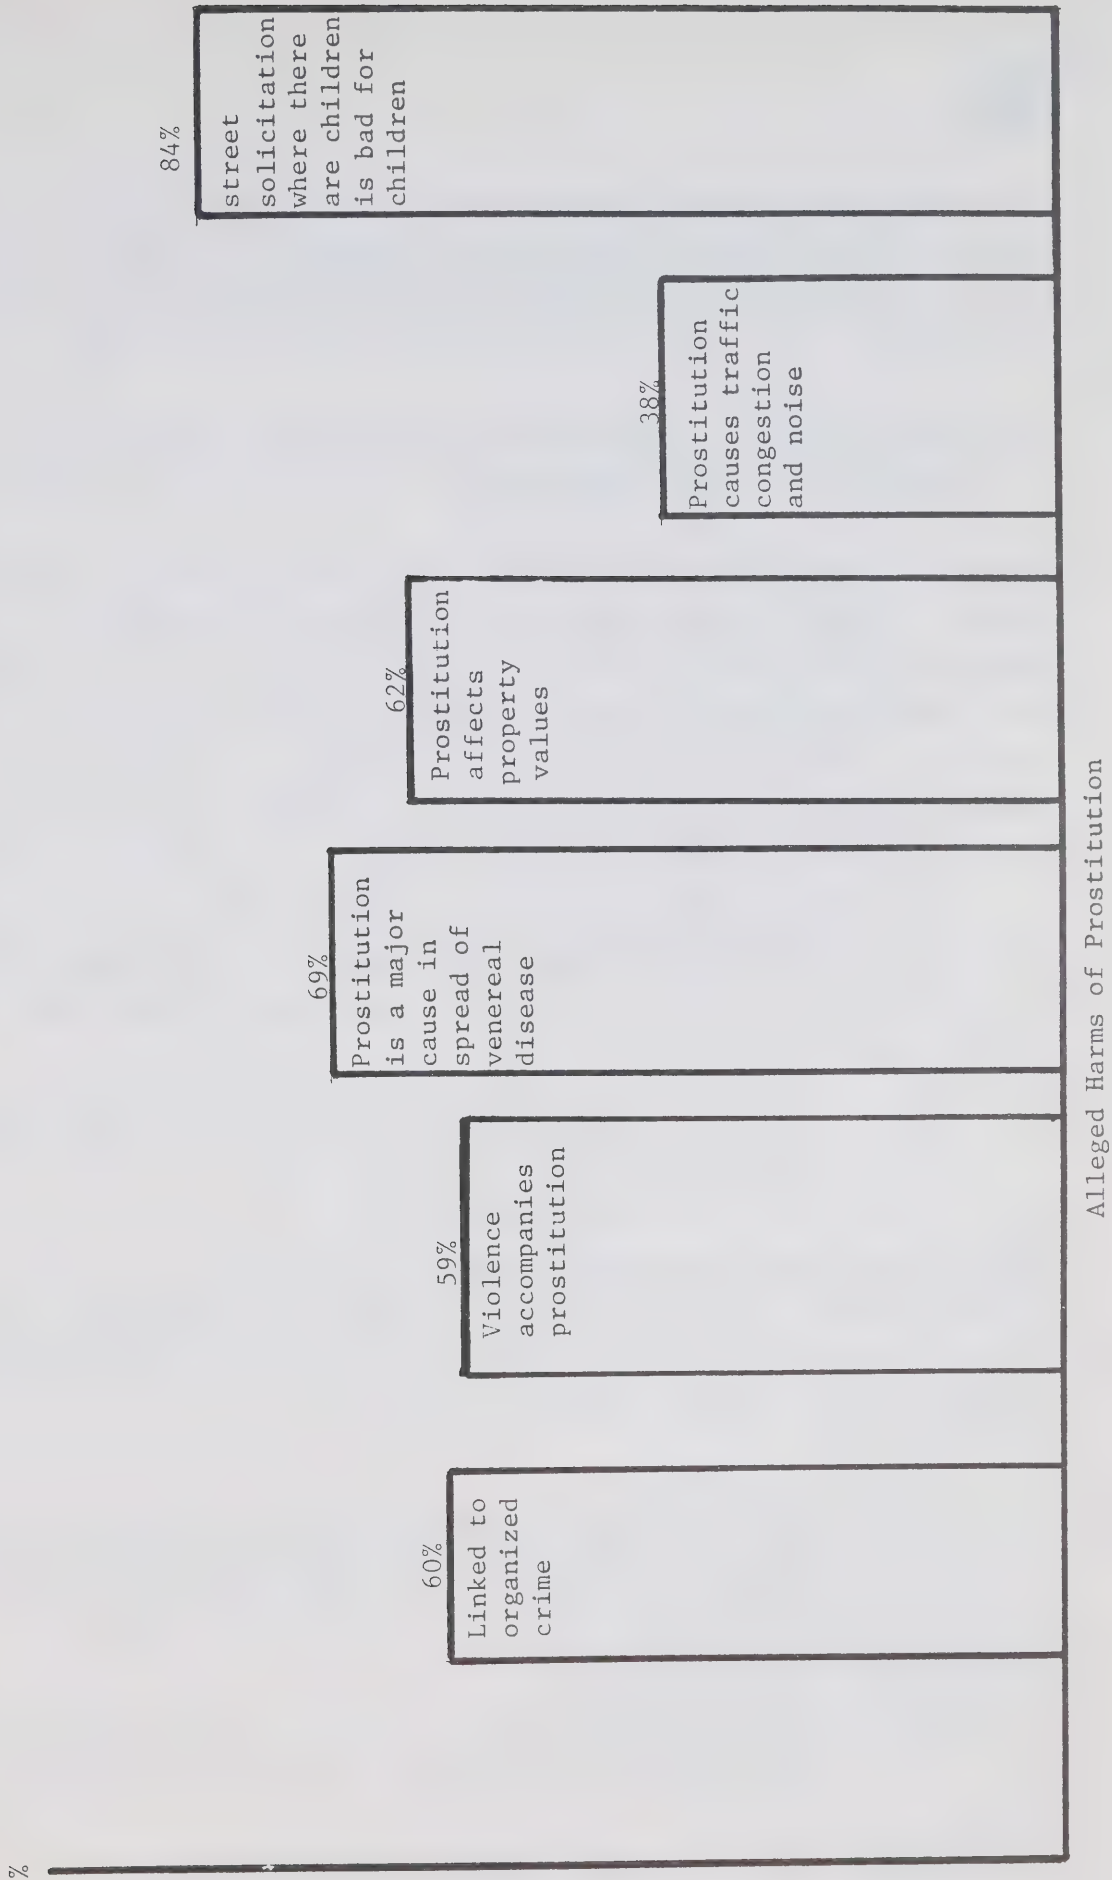 %
60%
Linked to
organized
crime
59%
Violence
accompanies
prostitution
69%
Prostitution
is a major
cause in
spread of
venereal
disease
62%
Prostitution
affects
property
values
38%
Prostitution
causes traffic
congestion
and noise
84%
street
solicitation
where there
are children
is bad for
children
Alleged Harms of Prostitution